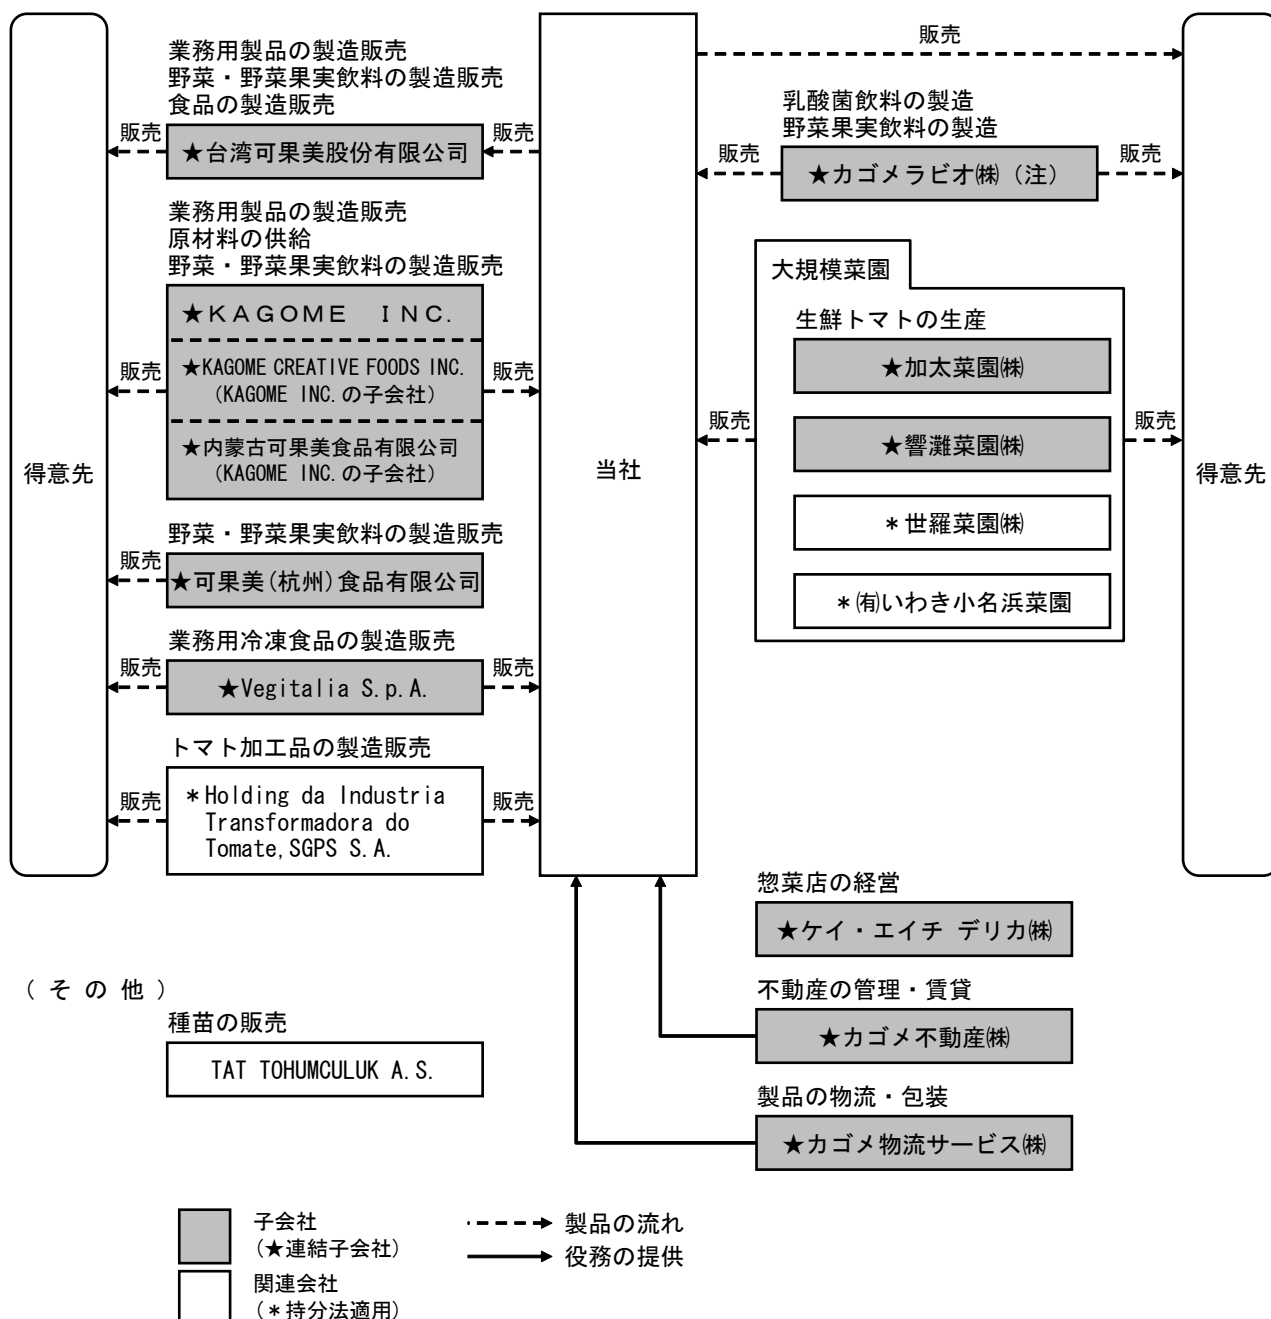 業務用製品の製造販売
野菜・野菜果実飲料の製造販売
食品の製造販売
販売
★台湾可果美股份有限公司
販売
業務用製品の製造販売
原材料の供給
野菜・野菜果実飲料の製造販売
★KAGOME INC.
販売
★KAGOME CREATIVE FOODS INC.
(KAGOME INC.の子会社)
販売
★内蒙古可果美食品有限公司
(KAGOME INC.の子会社)
得意先
野菜・野菜果実飲料の製造販売
販売
★可果美(杭州)食品有限公司
業務用冷凍食品の製造販売
販売
★Vegitalia S.p.A.
販売
トマト加工品の製造販売
販売
*Holding da Industria
Transformadora do
Tomate,SGPS S.A.
販売
当社
販売
乳酸菌飲料の製造
野菜果実飲料の製造
販売
★カゴメラビオ㈱(注)
販売
大規模菜園
生鮮トマトの生産
★加太菜園㈱
販売
★響灘菜園㈱
販売
*世羅菜園㈱
*㈲いわき小名浜菜園
得意先
惣菜店の経営
★ケイ・エイチ デリカ㈱
不動産の管理・賃貸
★カゴメ不動産㈱
製品の物流・包装
★カゴメ物流サービス㈱
(その他)
種苗の販売
TAT TOHUMCULUK A.S.
子会社
(★連結子会社)
関連会社
(*持分法適用)
製品の流れ
役務の提供